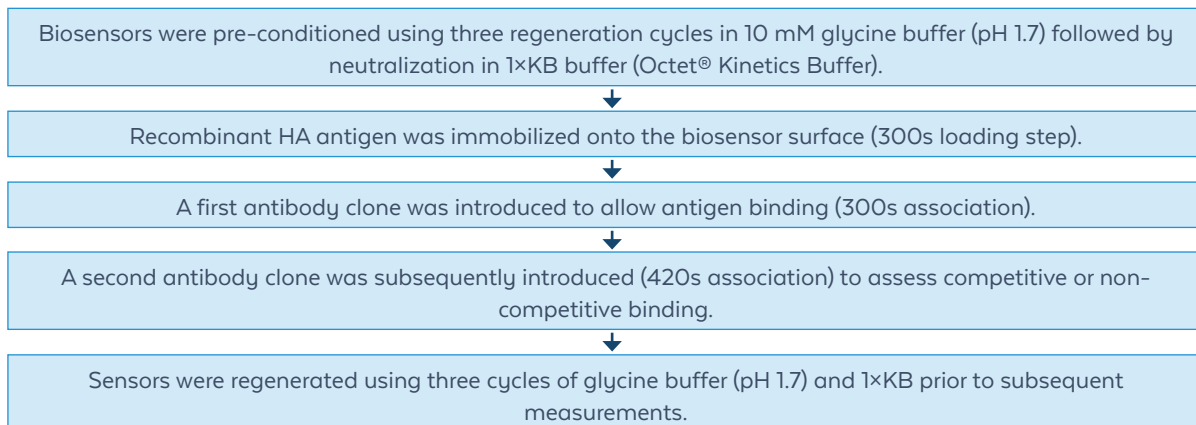 Biosensors were pre-conditioned using three regeneration cycles in 10 mM glycine buffer (pH 1.7) followed by
neutralization in 1×KB buffer (Octet® Kinetics Buffer).
Recombinant HA antigen was immobilized onto the biosensor surface (300s loading step).
A first antibody clone was introduced to allow antigen binding (300s association).
A second antibody clone was subsequently introduced (420s association) to assess competitive or non-
competitive binding.
Sensors were regenerated using three cycles of glycine buffer (pH 1.7) and 1×KB prior to subsequent
measurements.